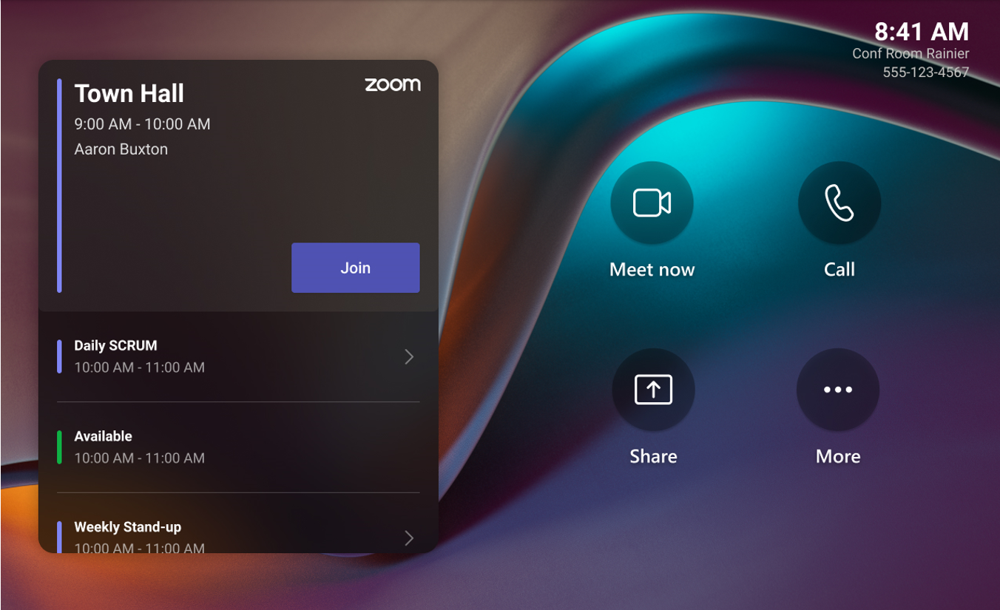 8:41 AM
Conf Room Rainier
555-123-4567
Town Hall
zoom
9:00 AM - 10:00 AM
Aaron Buxton
Join
Daily SCRUM
10:00 AM - 11:00 AM
Available
10:00 AM - 11:00 AM
Weekly Stand-up
10:00 AM - 11:00 AM
Meet now
Call
Share
More